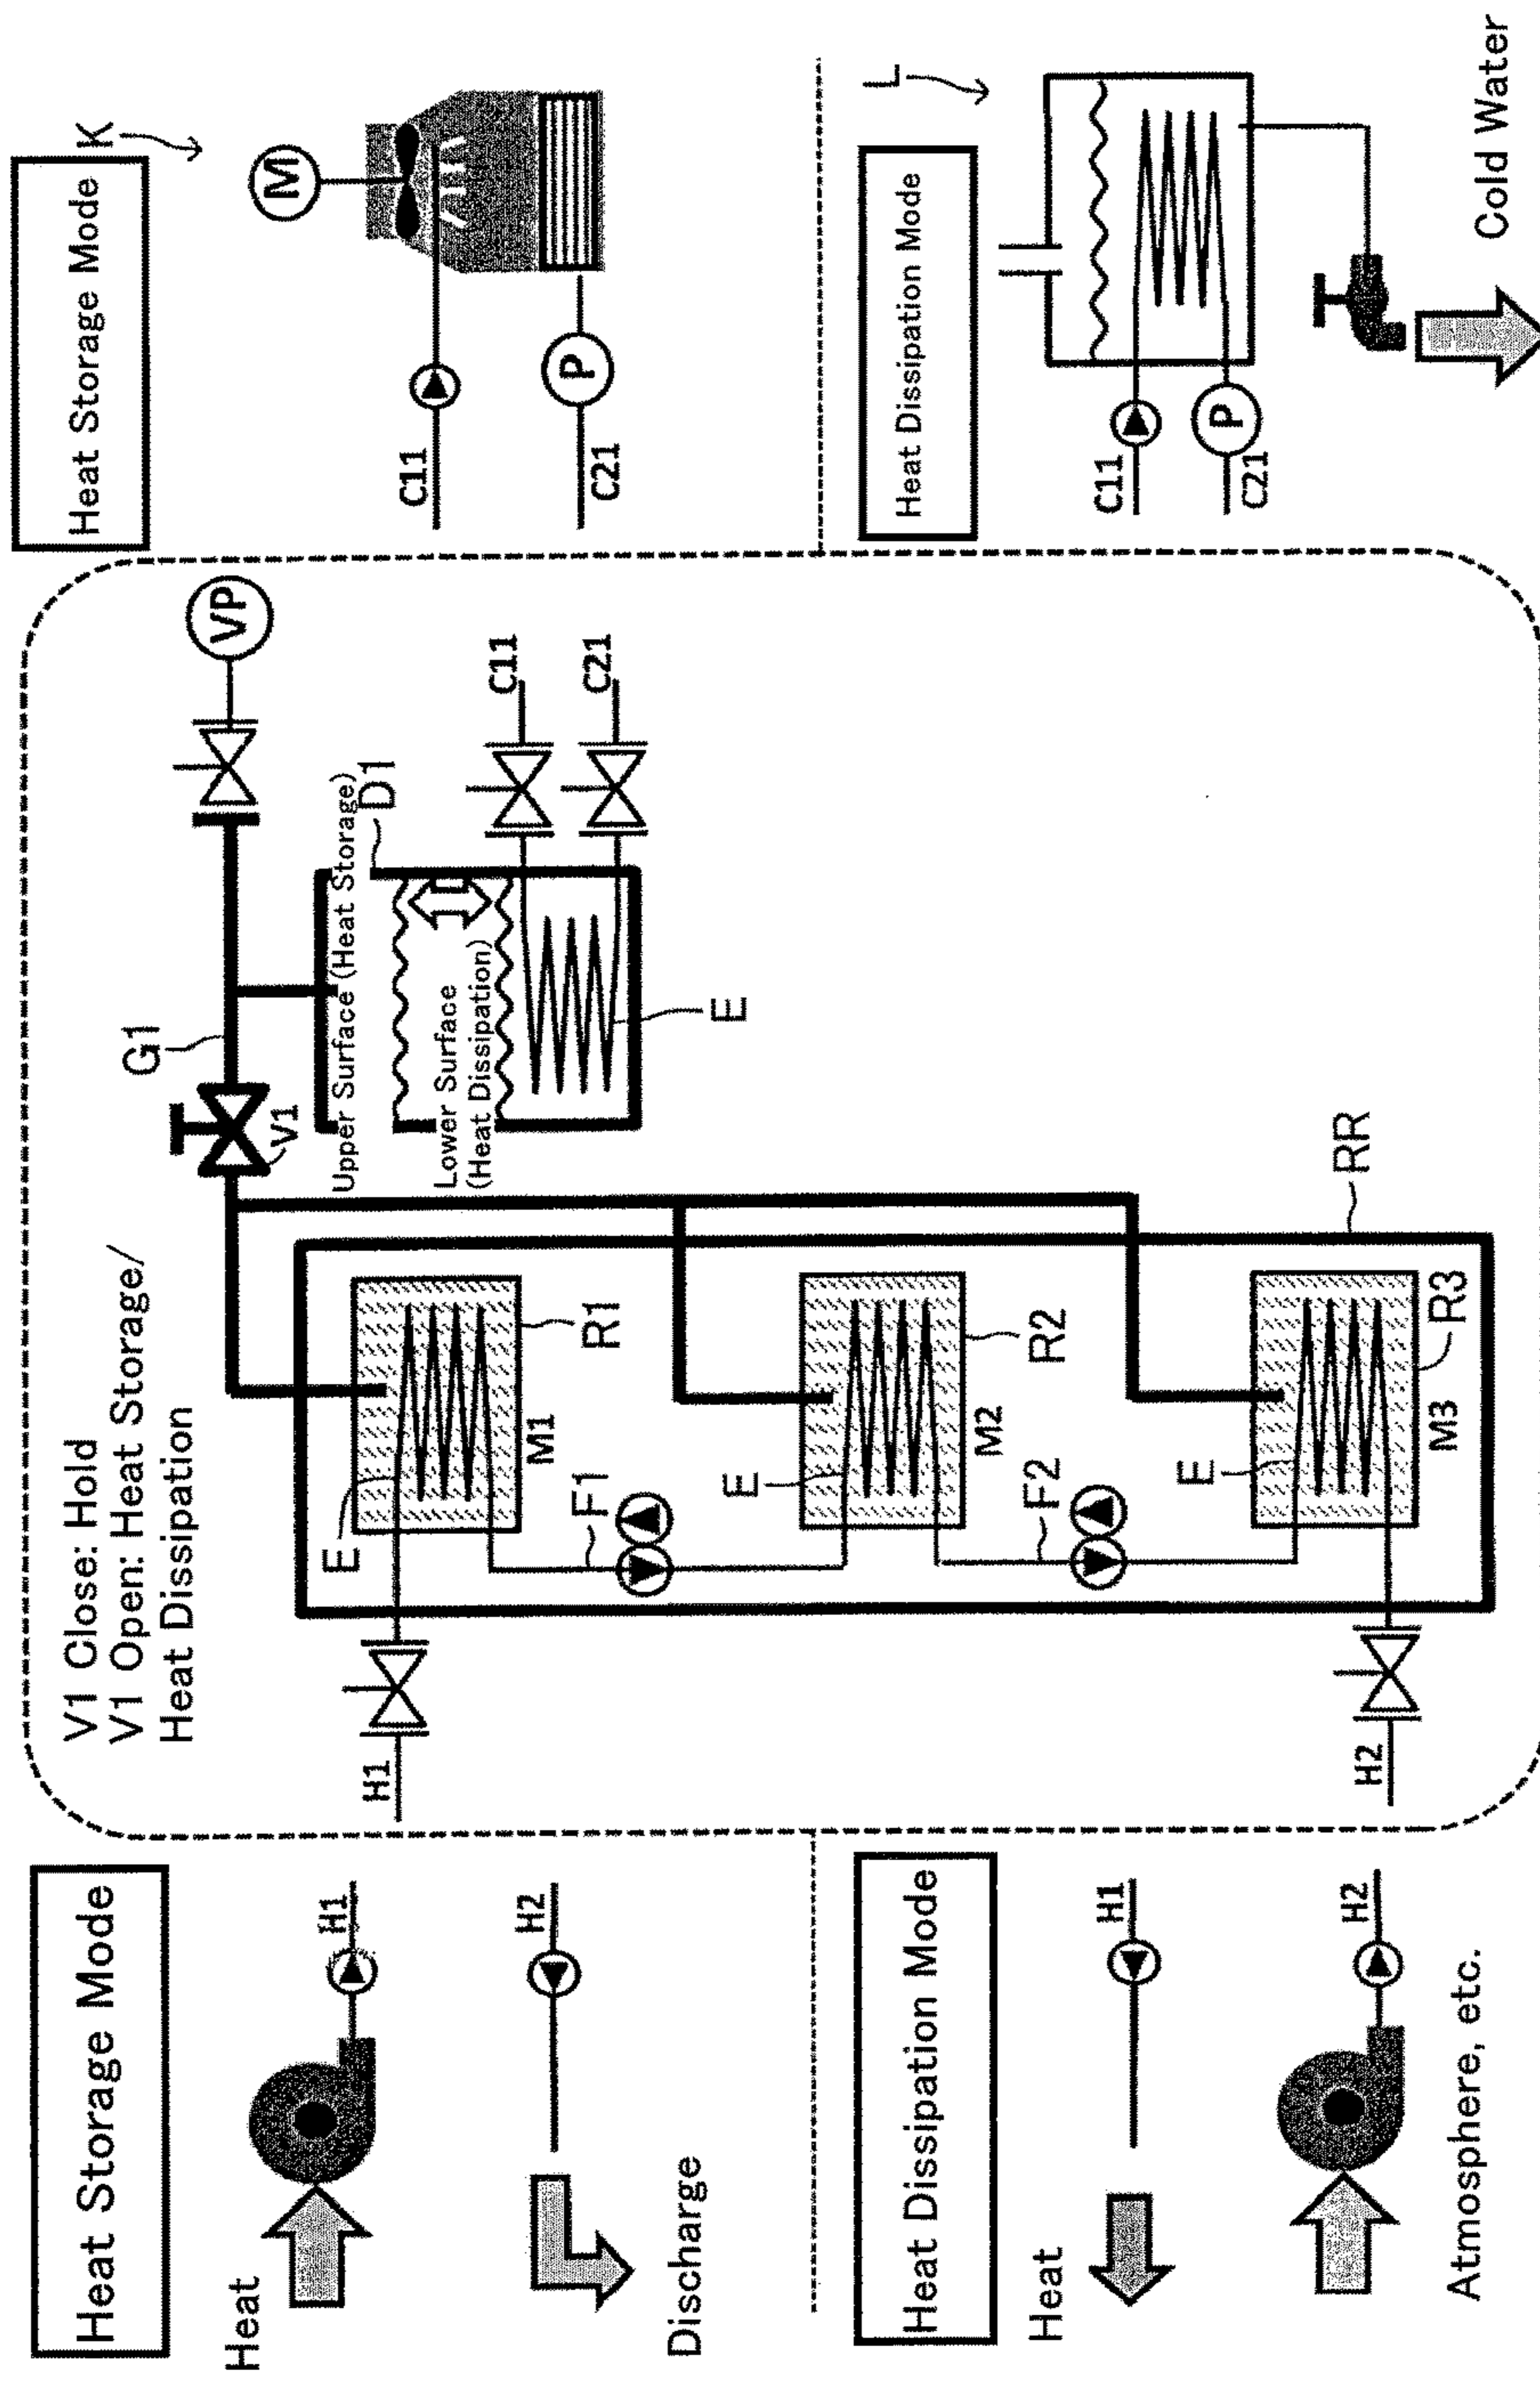 Heat Storage Mode
Heat
H1
H2
Discharge
Heat Dissipation Mode
Heat
H1
H2
Atmosphere, etc.
V1 Close: Hold
V1 Open: Heat Storage/
Heat Dissipation
H1
H2
E
M1
R1
F1
E
M2
R2
F2
E
M3
R3
RR
V1
G1
VP
Upper Surface (Heat Storage)
D1
Lower Surface
(Heat Dissipation)
E
C11
C21
Heat Storage Mode
K
M
C11
P
C21
Heat Dissipation Mode
L
C11
P
C21
Cold Water